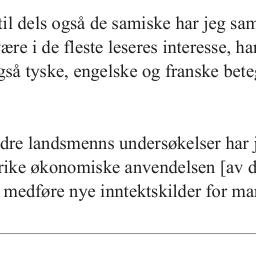 til dels også de samiske har jeg sam
ære i de fleste leseres interesse, har
gså tyske, engelske og franske beteg
dre landsmenns undersøkelser har j
rike økonomiske anvendelsen [av d
medføre nye inntektskilder for man